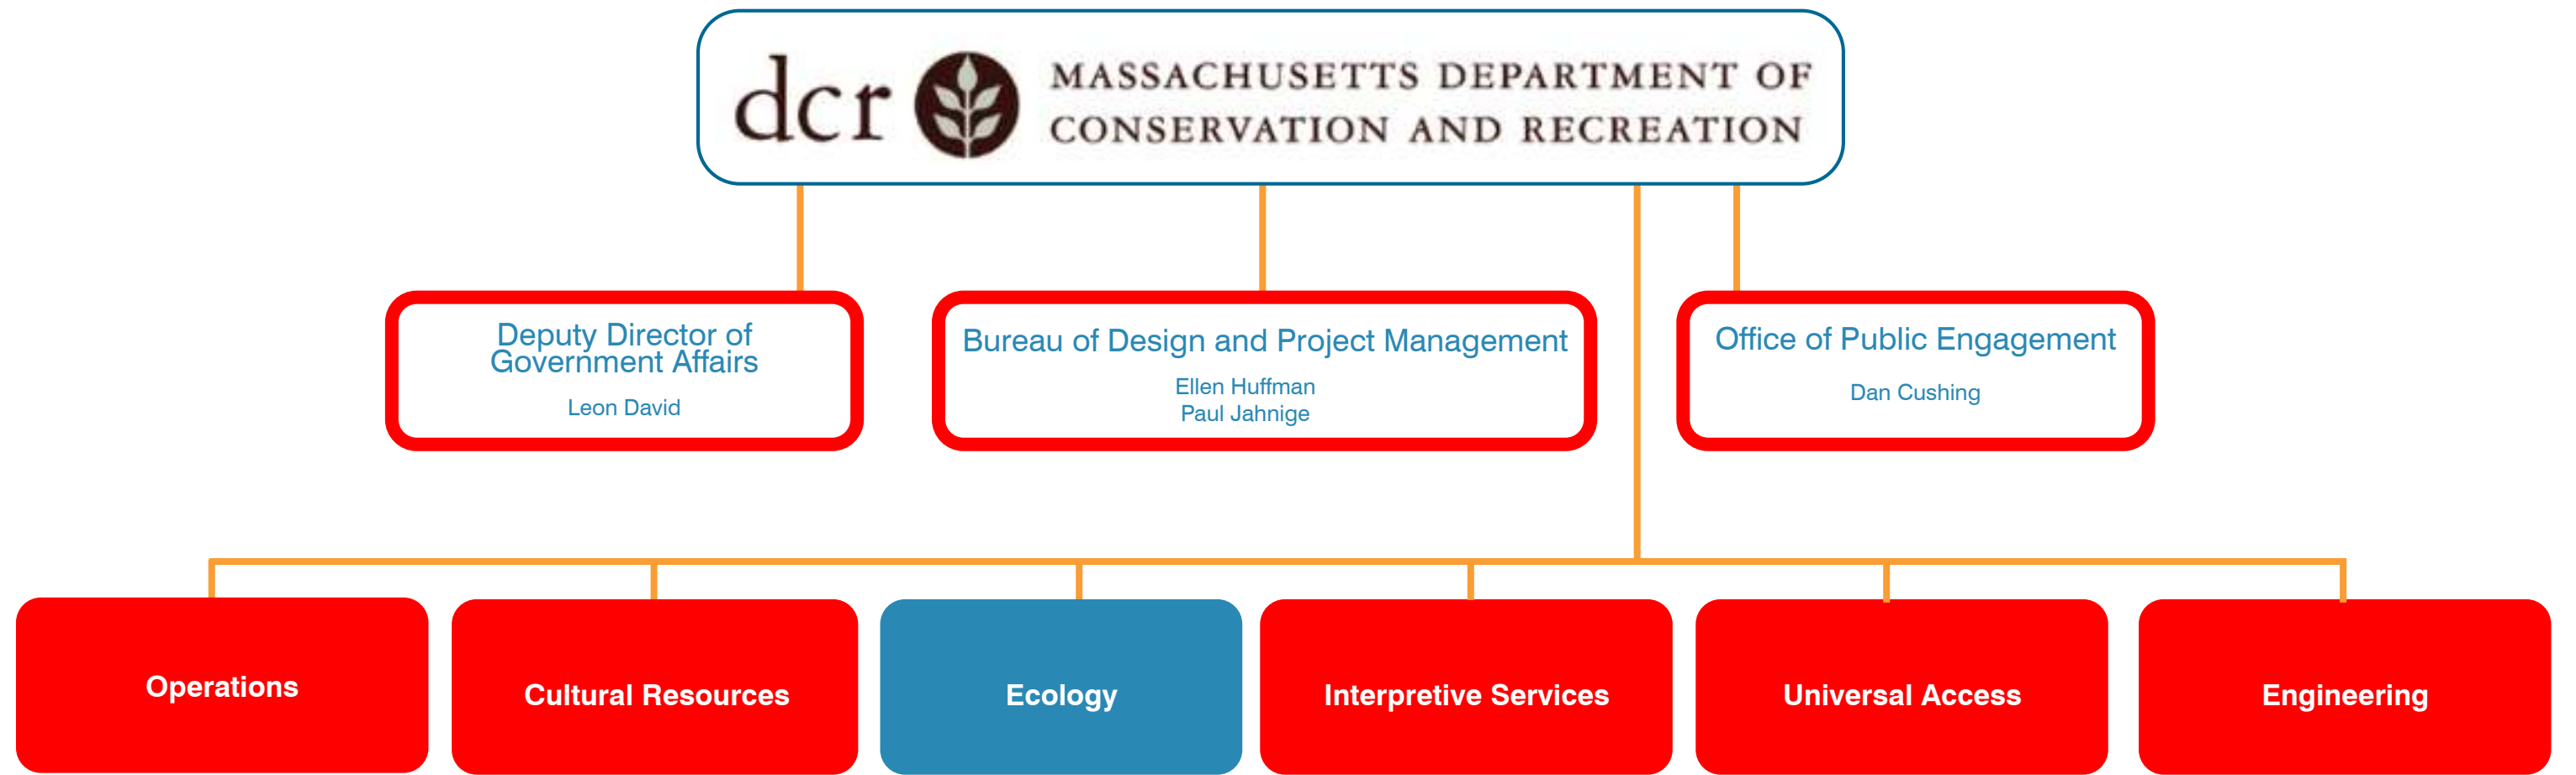 dcr
MASSACHUSETTS DEPARTMENT OF
CONSERVATION AND RECREATION
Deputy Director of
Government Affairs
Leon David
Bureau of Design and Project Management
Ellen Huffman
Paul Jahnige
Office of Public Engagement
Dan Cushing
Operations
Cultural Resources
Ecology
Interpretive Services
Universal Access
Engineering